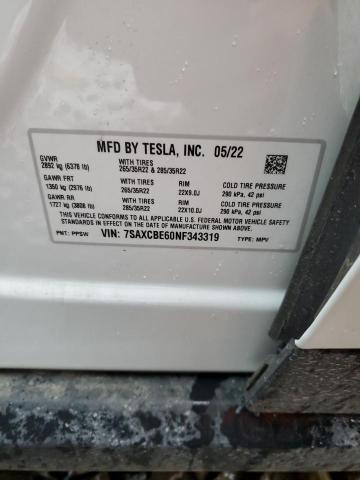 MFD BY TESLA, INC. 05/22
GVWR
2892 kg (6376 lb)
WITH TIRES
265/35R22 & 285/35R22
GAWR FRT
1350 kg (2976 lb)
WITH TIRES
265/35R22
RIM
22X9.0J
COLD TIRE PRESSURE
290 kPa, 42 psi
GAWR RR
1727 kg (3808 lb)
WITH TIRES
285/35R22
RIM
22X10.0J
COLD TIRE PRESSURE
290 kPa, 42 psi
THIS VEHICLE CONFORMS TO ALL APPLICABLE U.S. FEDERAL MOTOR VEHICLE SAFETY
STANDARDS IN EFFECT ON THE DATE OF MANUFACTURE SHOWN ABOVE.
PNT: PPSW VIN: 7SAXCBE60NF343319 TYPE: MPV